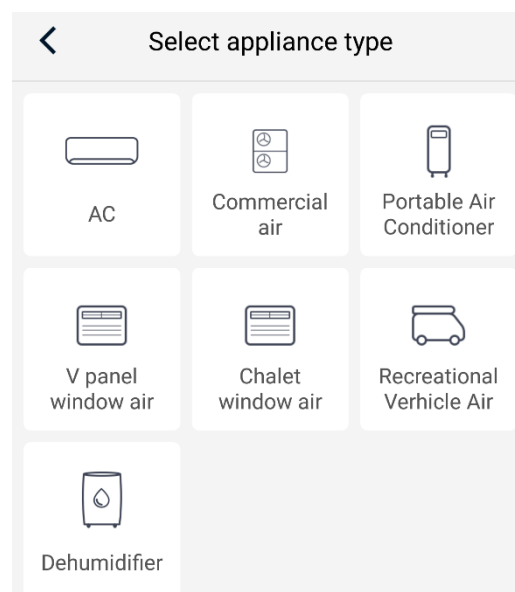 Select appliance type
AC
Commercial
air
Portable Air
Conditioner
V panel
window air
Chalet
window air
Recreational
Verhicle Air
Dehumidifier